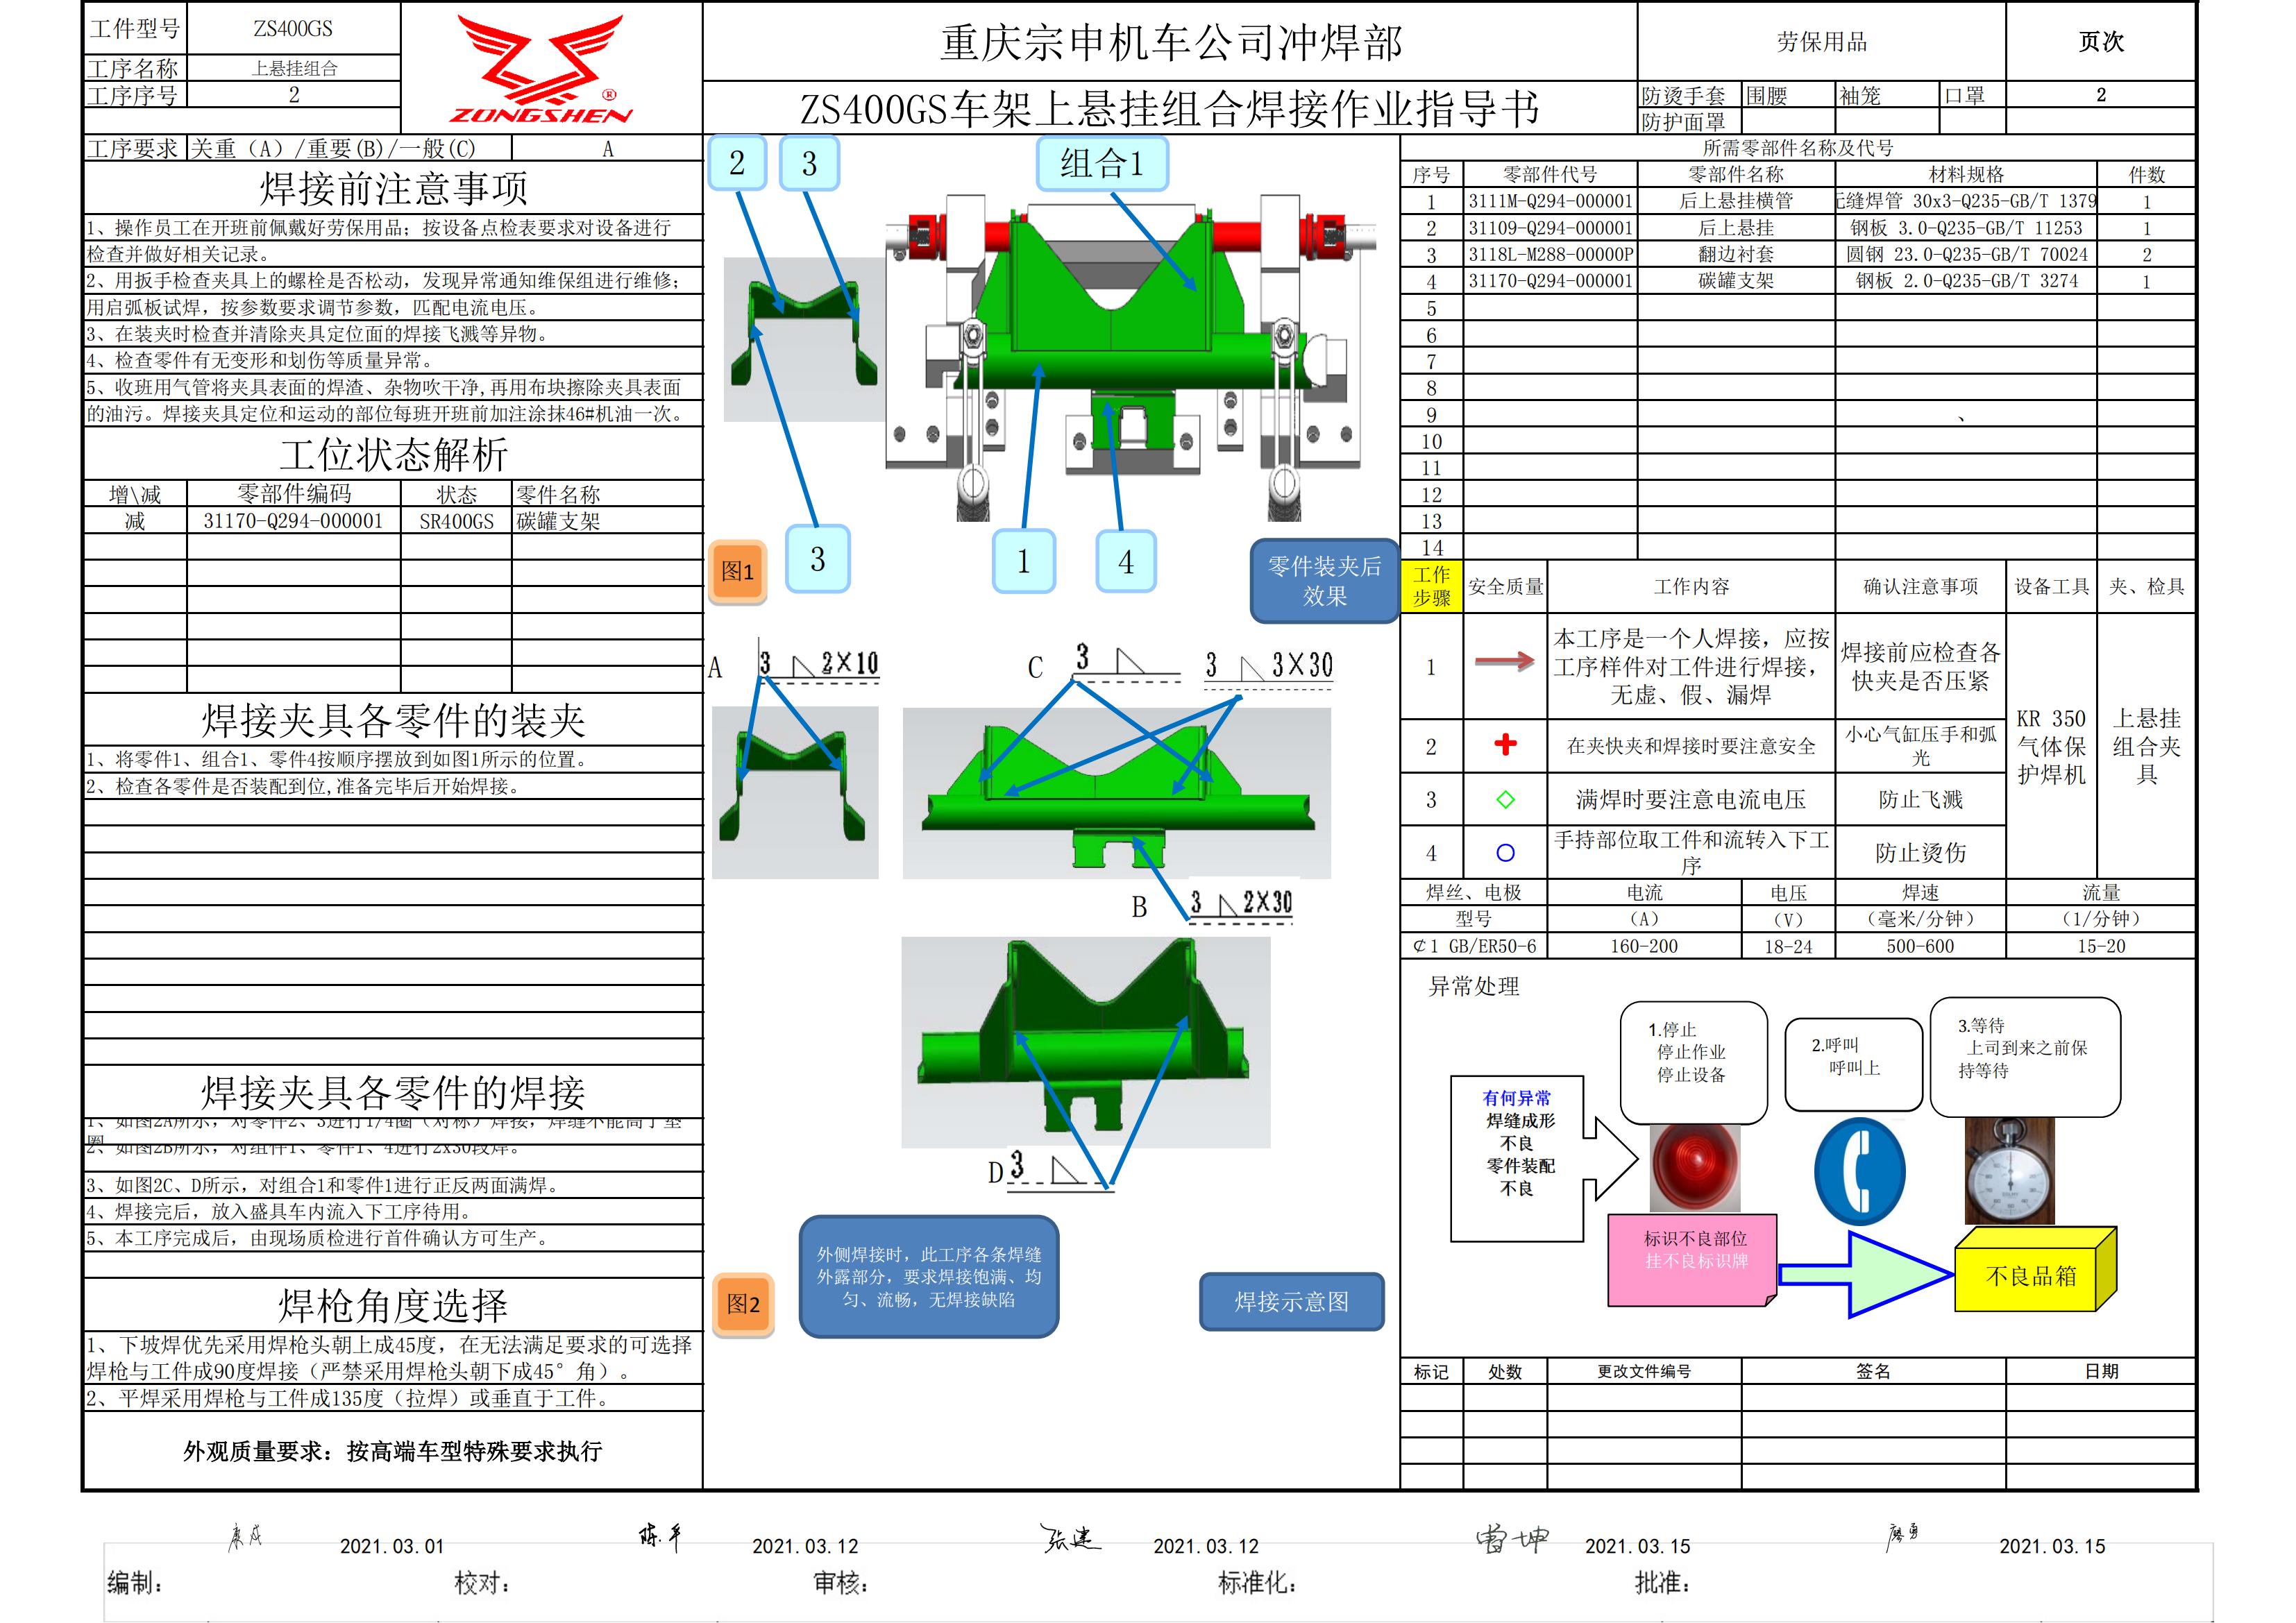 工件型号 ZS400GS
工序名称 上悬挂组合
工序序号 2
ZONGSHEN ®
重庆宗申机车公司冲焊部
ZS400GS车架上悬挂组合焊接作业指导书
劳保用品 页次
防烫手套 围腰 袖笼 口罩 2
防护面罩
工序要求 关重（A）/重要(B)/一般(C) A
焊接前注意事项
1、操作员工在开班前佩戴好劳保用品；按设备点检表要求对设备进行
检查并做好相关记录。
2、用扳手检查夹具上的螺栓是否松动，发现异常通知维保组进行维修；
用启弧板试焊，按参数要求调节参数，匹配电流电压。
3、在装夹时检查并清除夹具定位面的焊接飞溅等异物。
4、检查零件有无变形和划伤等质量异常。
5、收班用气管将夹具表面的焊渣、杂物吹干净,再用布块擦除夹具表面
的油污。焊接夹具定位和运动的部位每班开班前加注涂抹46#机油一次。
工位状态解析
增\减 零部件编码 状态 零件名称
减 31170-Q294-000001 SR400GS 碳罐支架
焊接夹具各零件的装夹
1、将零件1、组合1、零件4按顺序摆放到如图1所示的位置。
2、检查各零件是否装配到位,准备完毕后开始焊接。
焊接夹具各零件的焊接
1、如图2A所示，对零件2、3进行1/4圈（对称）焊接，焊缝不能高于垫
圈
2、如图2B所示，对组件1、零件1、4进行2x30段焊。
3、如图2C、D所示，对组合1和零件1进行正反两面满焊。
4、焊接完后，放入盛具车内流入下工序待用。
5、本工序完成后，由现场质检进行首件确认方可生产。
焊枪角度选择
1、下坡焊优先采用焊枪头朝上成45度，在无法满足要求的可选择
焊枪与工件成90度焊接（严禁采用焊枪头朝下成45°角）。
2、平焊采用焊枪与工件成135度（拉焊）或垂直于工件。
外观质量要求：按高端车型特殊要求执行
2 3 组合1
图1 3 1 4
零件装夹后
效果
A 3 2×10
C 3
3 3×30
B 3 2×30
D 3
图2
外侧焊接时，此工序各条焊缝
外露部分，要求焊接饱满、均
匀、流畅，无焊接缺陷
焊接示意图
所需零部件名称及代号
序号 零部件代号 零部件名称 材料规格 件数
1 3111M-Q294-000001 后上悬挂横管 无缝焊管 30x3-Q235-GB/T 1379 1
2 31109-Q294-000001 后上悬挂 钢板 3.0-Q235-GB/T 11253 1
3 3118L-M288-00000P 翻边衬套 圆钢 23.0-Q235-GB/T 70024 2
4 31170-Q294-000001 碳罐支架 钢板 2.0-Q235-GB/T 3274 1
5
6
7
8
9 、
10
11
12
13
14
工作
步骤 安全质量 工作内容 确认注意事项 设备工具 夹、检具
1 本工序是一个人焊接，应按
工序样件对工件进行焊接，
无虚、假、漏焊
焊接前应检查各
快夹是否压紧
2 在夹快夹和焊接时要注意安全
小心气缸压手和弧
光
3 满焊时要注意电流电压 防止飞溅
4 手持部位取工件和流转入下工
序
防止烫伤
KR 350
气体保
护焊机
上悬挂
组合夹
具
焊丝、电极 电流 电压 焊速 流量
型号 （A） （V） （毫米/分钟） （1/分钟）
¢1 GB/ER50-6 160-200 18-24 500-600 15-20
异常处理
有何异常
焊缝成形
不良
零件装配
不良
1.停止
停止作业
停止设备
2.呼叫
呼叫上
3.等待
上司到来之前保
持等待
标识不良部位
挂不良标识牌
不良品箱
标记 处数 更改文件编号 签名 日期
2021.03.01 陈平 2021.03.12 张建 2021.03.12 雷坤 2021.03.15 廖勇 2021.03.15
编制： 校对： 审核： 标准化： 批准：